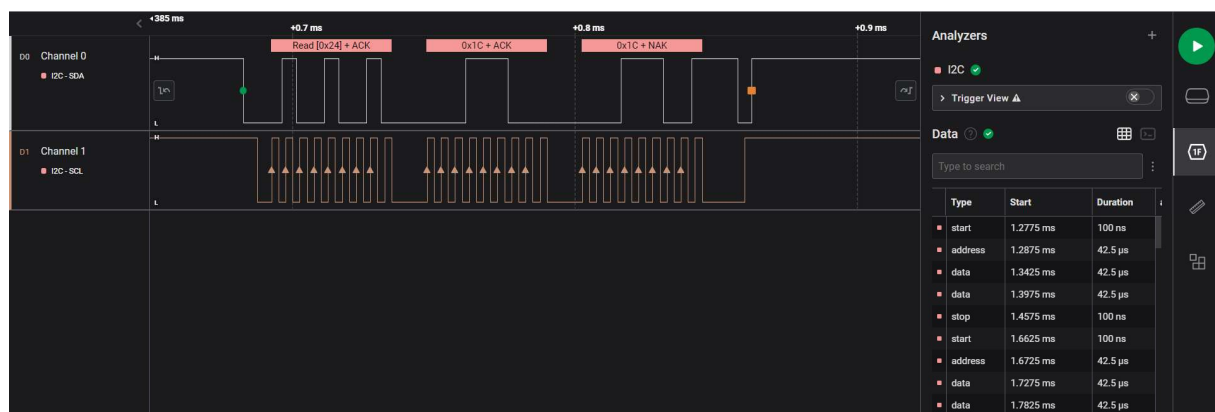 385 ms
+0.7 ms +0.8 ms +0.9 ms
D0 Channel 0
I2C - SDA
H
L
Read [0x24] + ACK 0x1C + ACK 0x1C + NAK
D1 Channel 1
I2C - SCL
H
L
Analyzers
I2C
Trigger View
Data
Type to search
Type Start Duration
start 1.2775 ms 100 ns
address 1.2875 ms 42.5 µs
data 1.3425 ms 42.5 µs
data 1.3975 ms 42.5 µs
stop 1.4575 ms 100 ns
start 1.6625 ms 100 ns
address 1.6725 ms 42.5 µs
data 1.7275 ms 42.5 µs
data 1.7825 ms 42.5 µs
1F